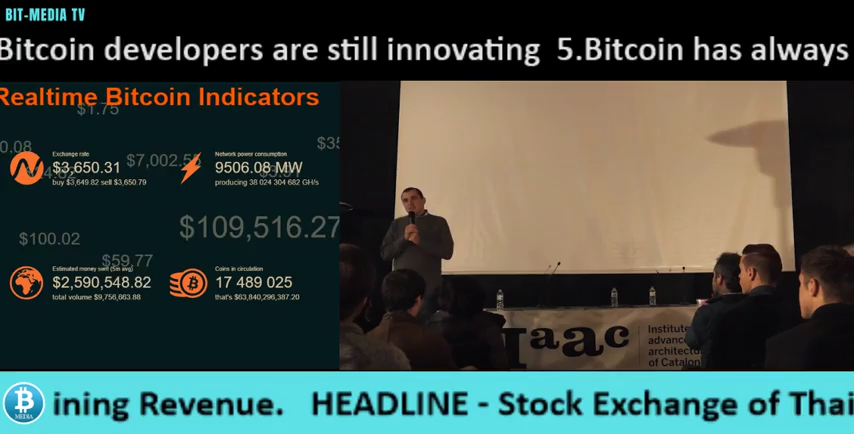 BIT-MEDIA TV
Bitcoin developers are still innovating 5.Bitcoin has always
Realtime Bitcoin Indicators
$1.75
0.08
$7,002.5
$35
Exchange rate
$3,650.31
buy $3,649.82 sell $3,650.79
Network power consumption
9506.08 MW
producing 38 024 304 682 GH/s
$109,516.27
$100.02
$59.77
Estimated money sent (5m avg)
$2,590,548.82
total volume $9,756,663.88
Coins in circulation
17 489 025
that's $63,840,296,387.20
Iaac
Institute
advance
architectu
of Catalon
MEDIA
ining Revenue. HEADLINE - Stock Exchange of Thai